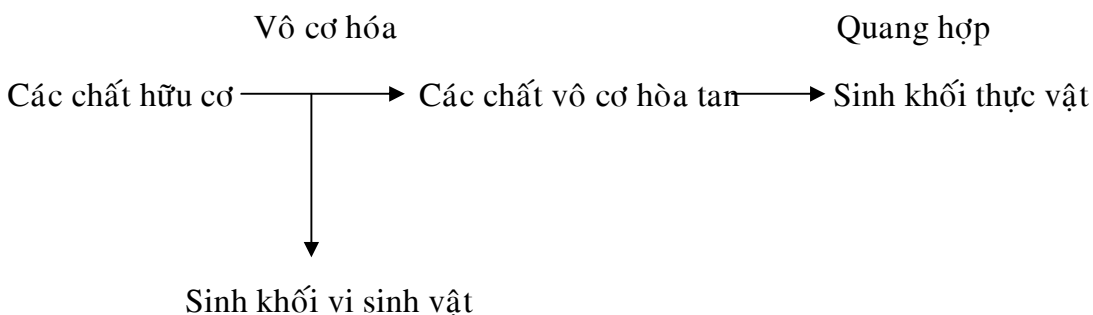 Vô cơ hóa Quang hợp
Các chất hữu cơ Các chất vô cơ hòa tan Sinh khối thực vật
Sinh khối vi sinh vật